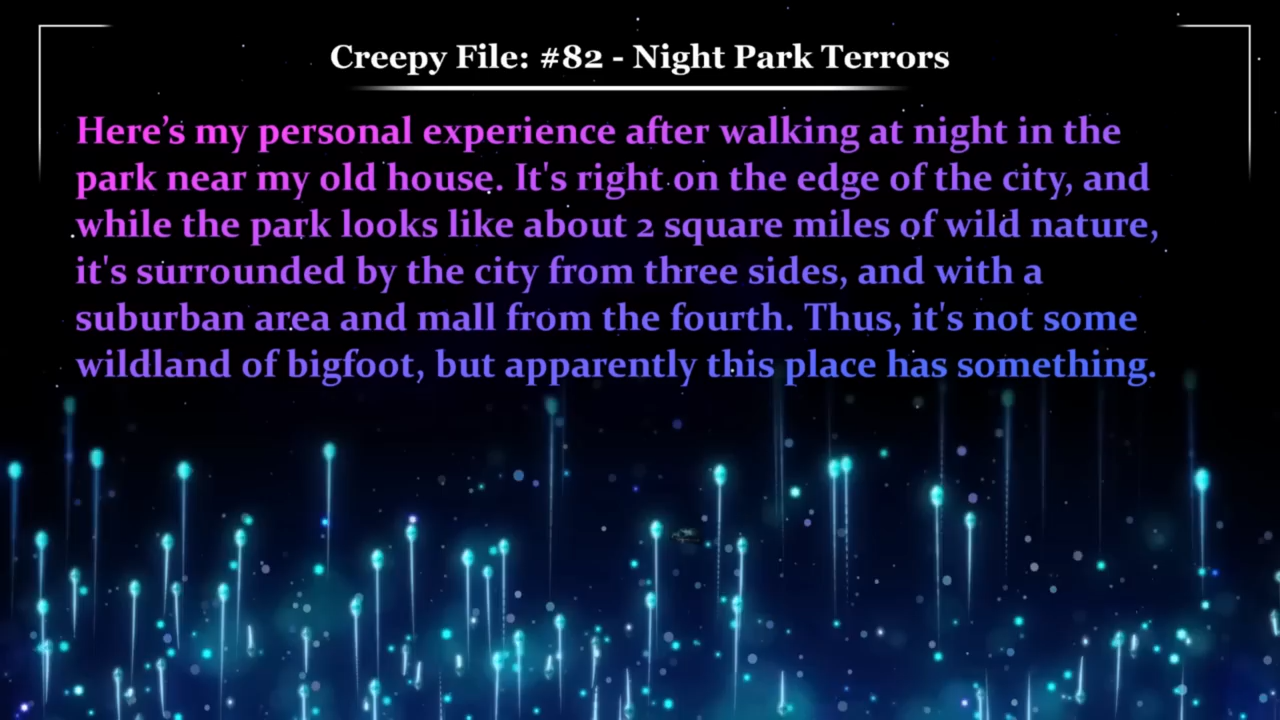 Creepy File: #82 - Night Park Terrors
Here’s my personal experience after walking at night in the
park near my old house. It's right on the edge of the city, and
while the park looks like about 2 square miles of wild nature,
it's surrounded by the city from three sides, and with a
suburban area and mall from the fourth. Thus, it's not some
wildland of bigfoot, but apparently this place has something.